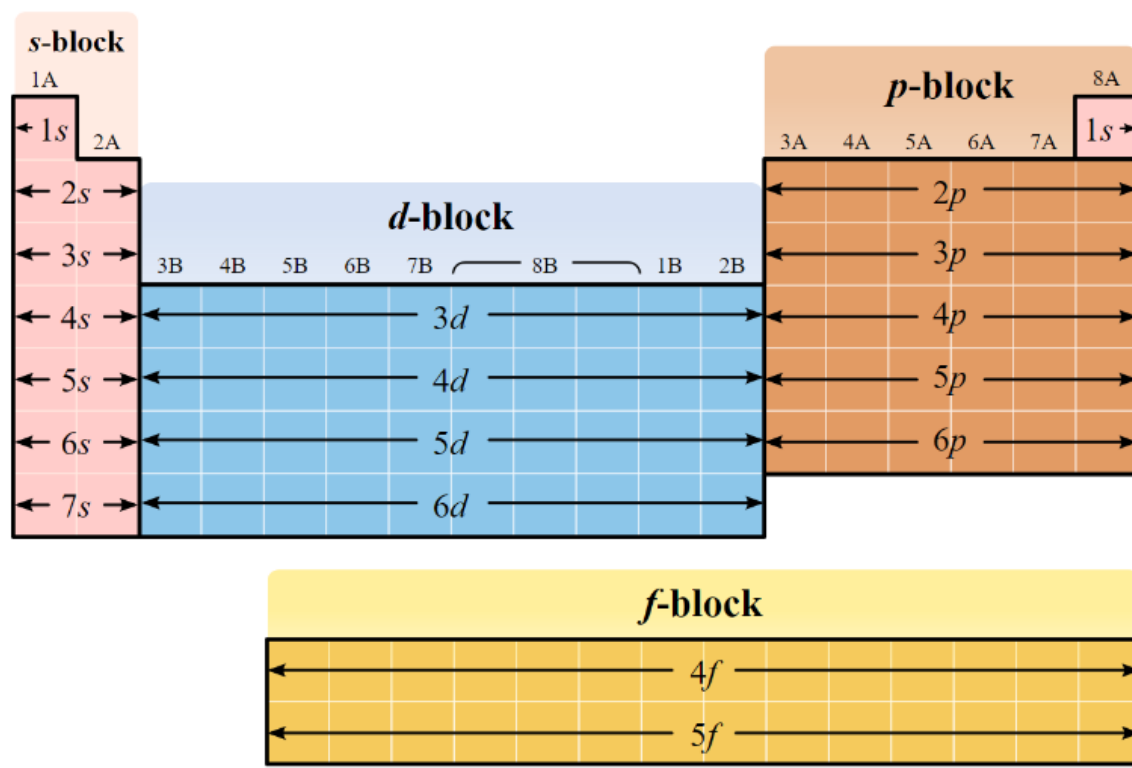 s-block
1A
1s
2A
2s
3s
4s
5s
6s
7s
d-block
3B 4B 5B 6B 7B 8B 1B 2B
3d
4d
5d
6d
p-block
8A
3A 4A 5A 6A 7A
1s
2p
3p
4p
5p
6p
f-block
4f
5f